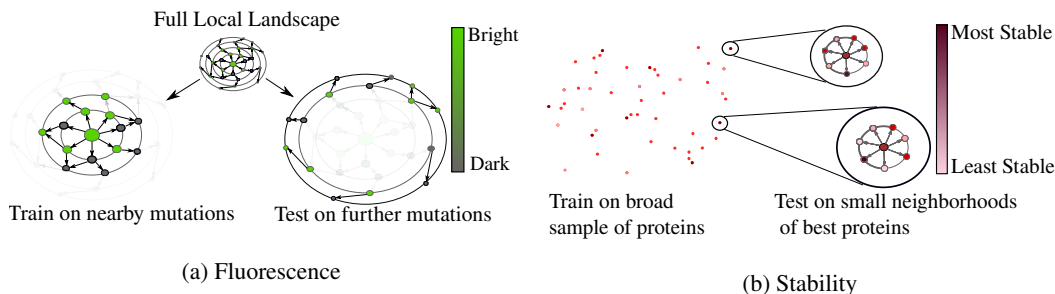 Full Local Landscape
Bright
Dark
Train on nearby mutations
Test on further mutations
(a) Fluorescence
Most Stable
Least Stable
Train on broad
sample of proteins
Test on small neighborhoods
of best proteins
(b) Stability